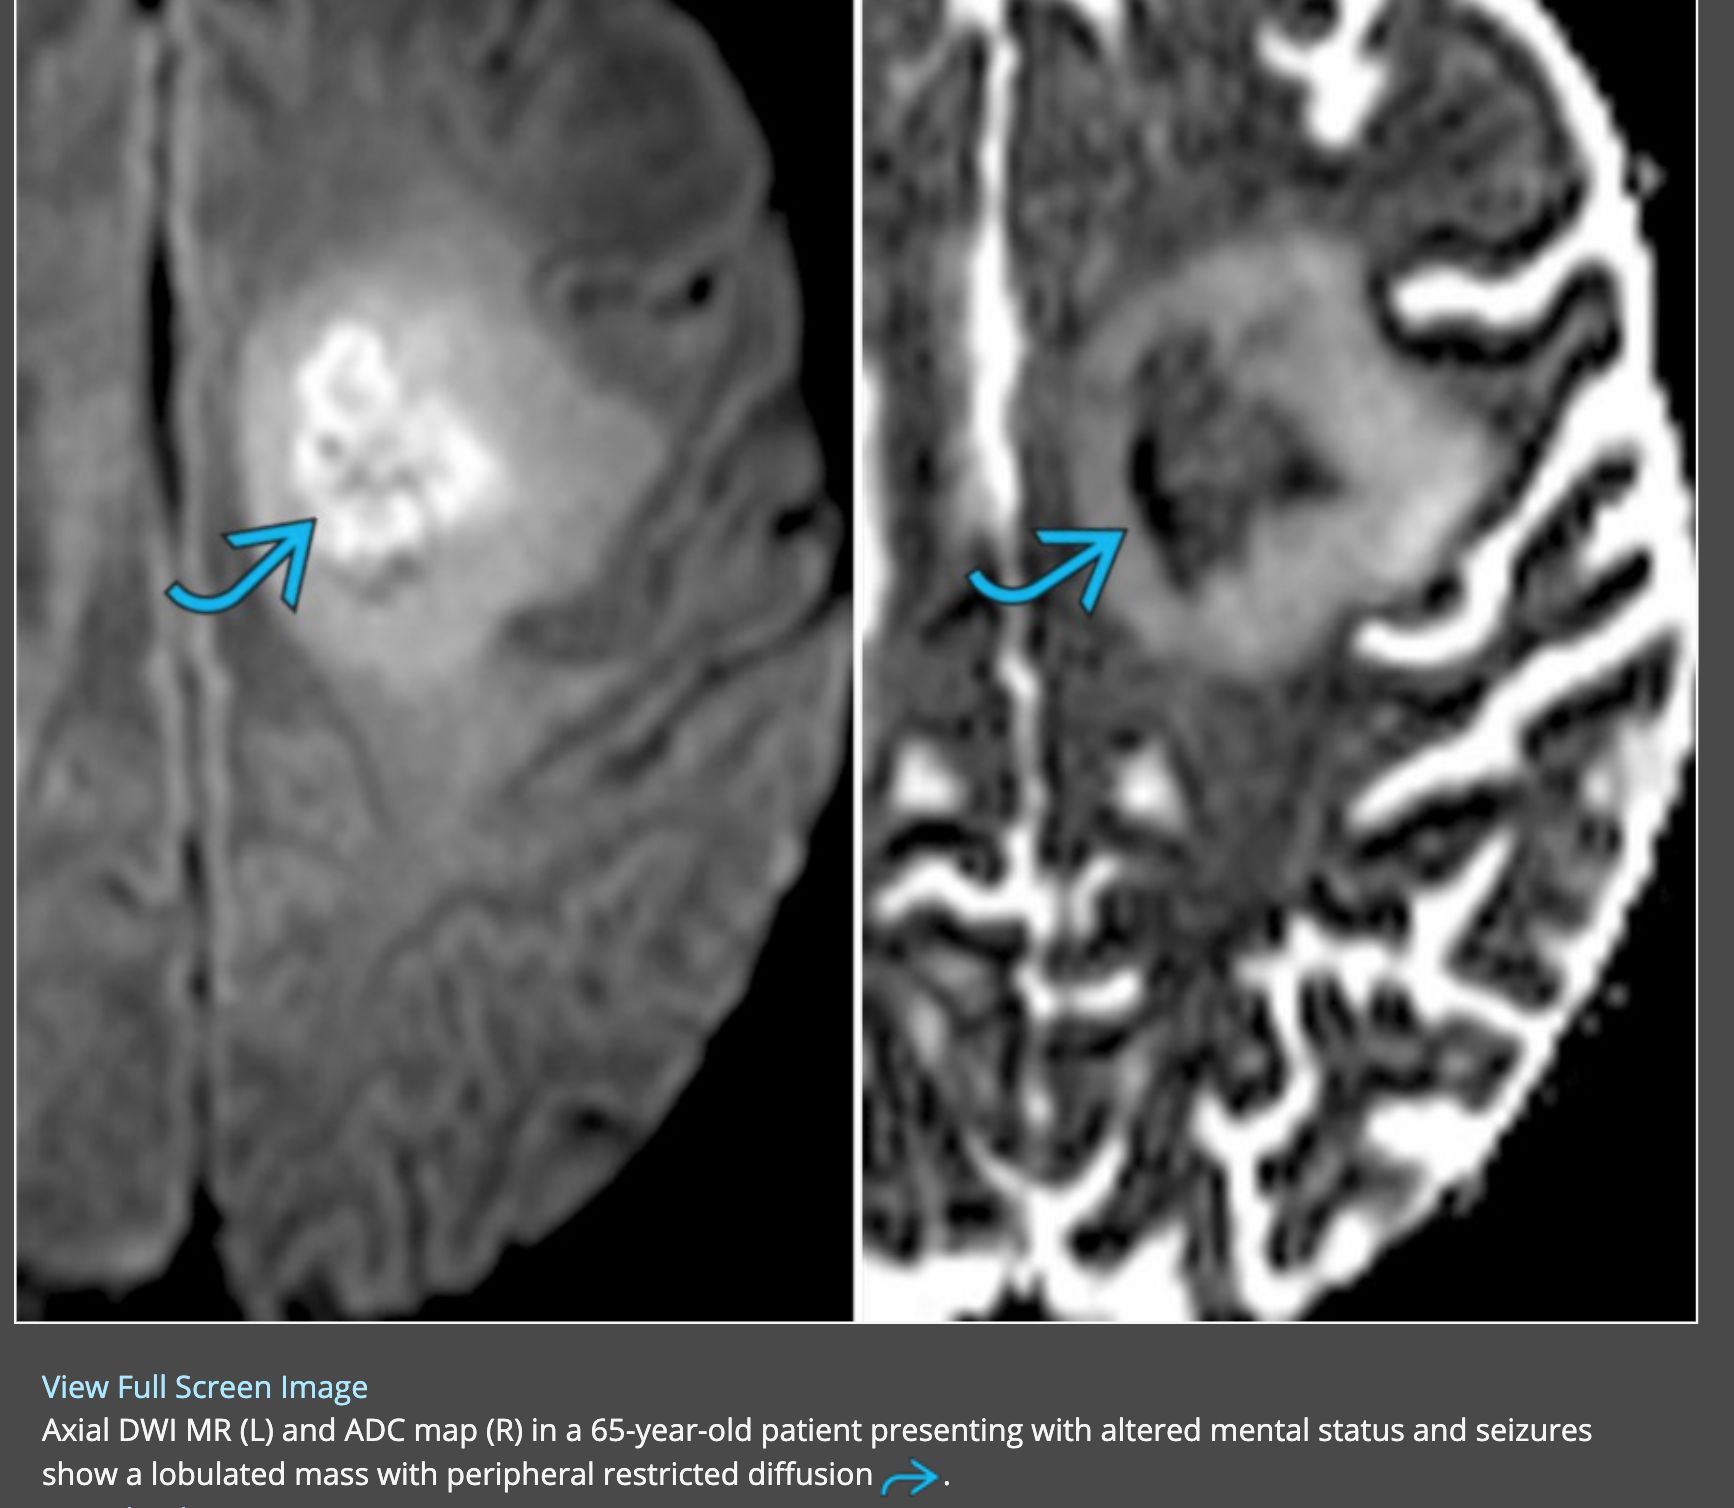 View Full Screen Image
Axial DWI MR (L) and ADC map (R) in a 65-year-old patient presenting with altered mental status and seizures
show a lobulated mass with peripheral restricted diffusion .